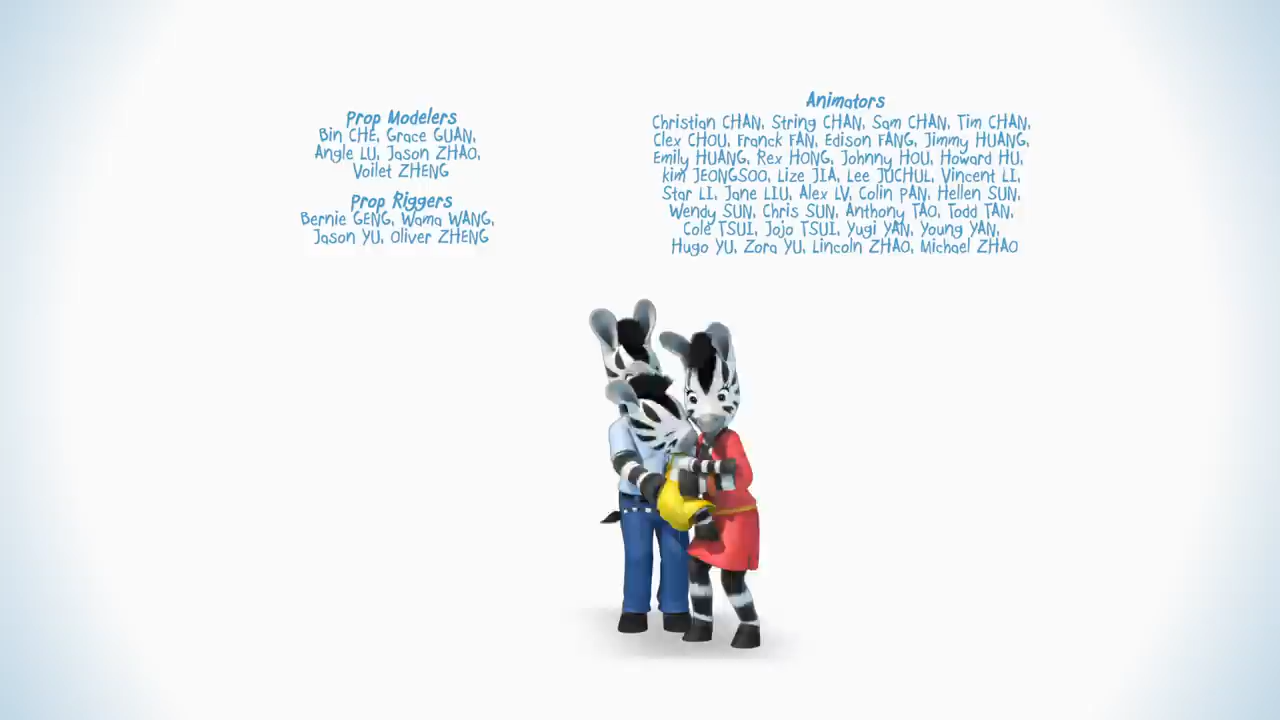 Prop Modelers
Bin CHE, Grace GUAN,
Angle LU, Jason ZHAO,
Voilet ZHENG
Prop Riggers
Bernie GENG, Wama WANG,
Jason YU, Oliver ZHENG
Animators
Christian CHAN, String CHAN, Sam CHAN, Tim CHAN,
Clex CHOU, Franck FAN, Edison FANG, Jimmy HUANG,
Emily HUANG, Rex HONG, Johnny HOU, Howard HU,
kim JEONGSOO, Lize JIA, Lee JUCHUL, Vincent LI,
Star LI, Jane LIU, Alex LV, Colin PAN, Hellen SUN,
Wendy SUN, Chris SUN, Anthony TAO, Todd TAN,
Cole TSUI, Jojo TSUI, Yugi YAN, Young YAN,
Hugo YU, Zora YU, Lincoln ZHAO, Michael ZHAO